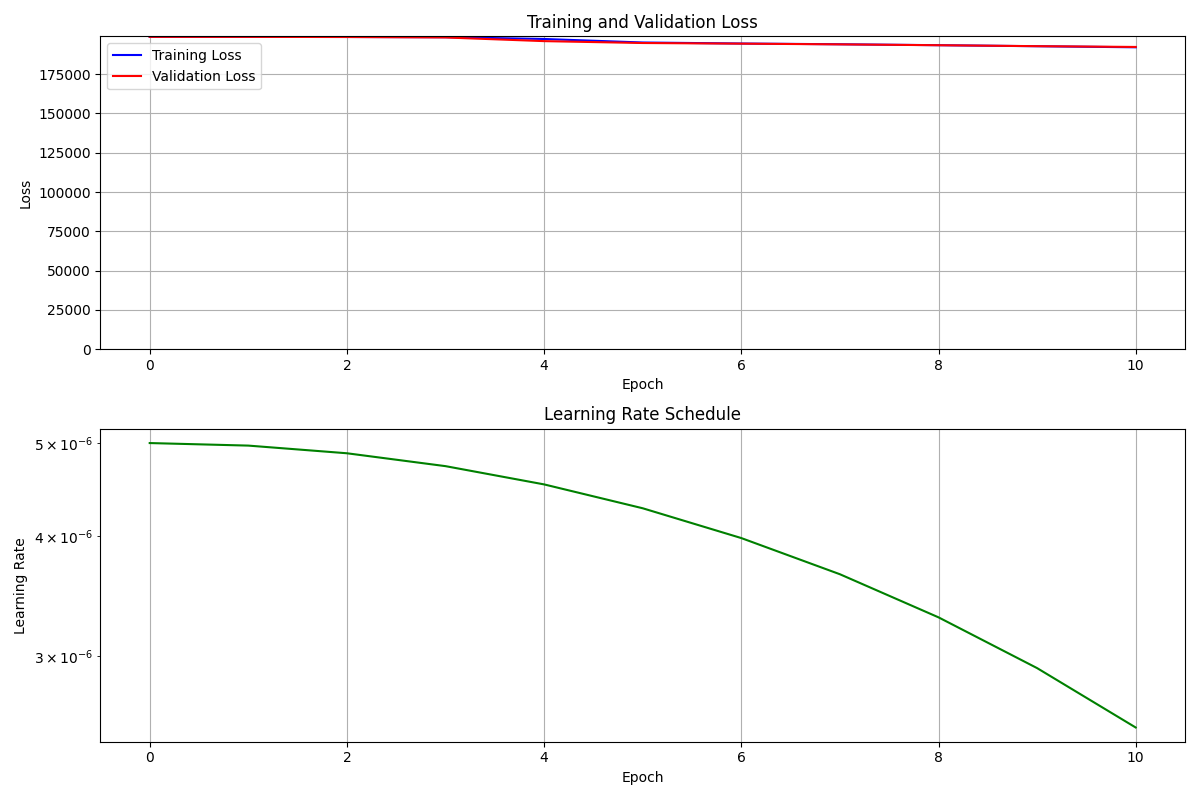 Training and Validation Loss
Training Loss
Validation Loss
175000
150000
125000
100000
75000
50000
25000
0
Loss
0 2 4 6 8 10
Epoch
Learning Rate Schedule
5 × 10⁻⁶
4 × 10⁻⁶
3 × 10⁻⁶
Learning Rate
0 2 4 6 8 10
Epoch